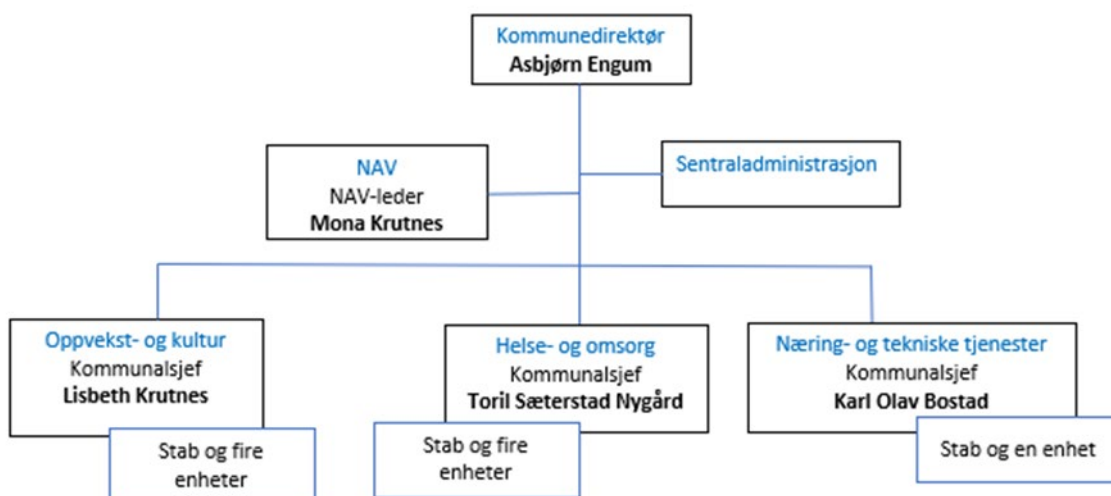 Kommunedirektør
Asbjørn Engum
NAV
NAV-leder
Mona Krutnes
Sentraladministrasjon
Oppvekst- og kultur
Kommunalsjef
Lisbeth Krutnes
Stab og fire
enheter
Helse- og omsorg
Kommunalsjef
Toril Sæterstad Nygård
Stab og fire
enheter
Næring- og tekniske tjenester
Kommunalsjef
Karl Olav Bostad
Stab og en enhet